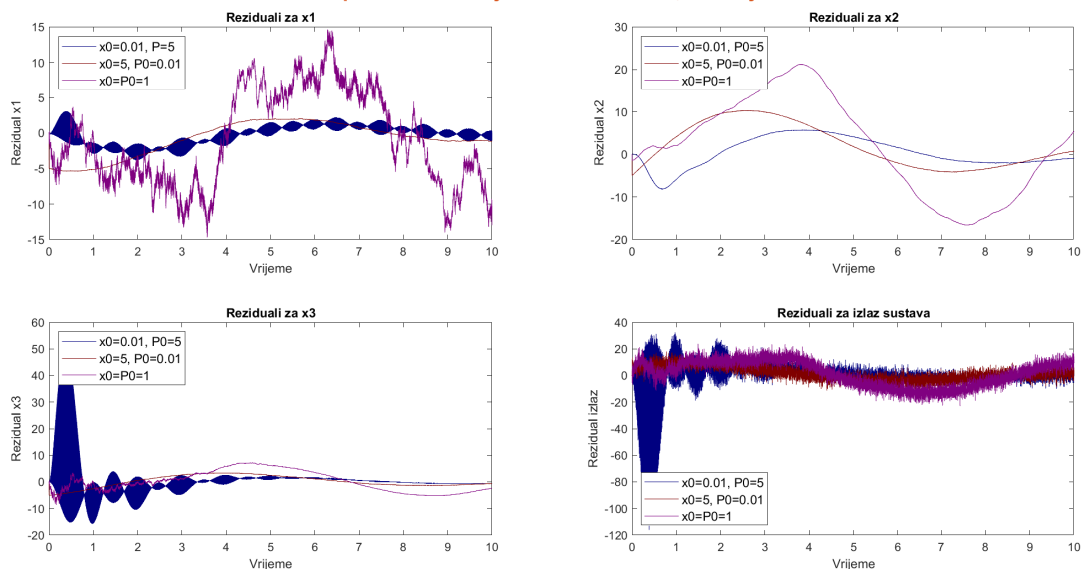 Reziduali za x1
15
10
5
0
-5
-10
-15
Rezidual x1
x0=0.01, P=5
x0=5, P0=0.01
x0=P0=1
0 1 2 3 4 5 6 7 8 9 10
Vrijeme
Reziduali za x2
30
20
10
0
-10
-20
Rezidual x2
x0=0.01, P0=5
x0=5, P0=0.01
x0=P0=1
0 1 2 3 4 5 6 7 8 9 10
Vrijeme
Reziduali za x3
60
50
40
30
20
10
0
-10
-20
Rezidual x3
x0=0.01, P=5
x0=5, P0=0.01
x0=P0=1
0 1 2 3 4 5 6 7 8 9 10
Vrijeme
Reziduali za izlaz sustava
40
20
0
-20
-40
-60
-80
-100
-120
Rezidual izlaz
x0=0.01, P0=5
x0=5, P0=0.01
x0=P0=1
0 1 2 3 4 5 6 7 8 9 10
Vrijeme